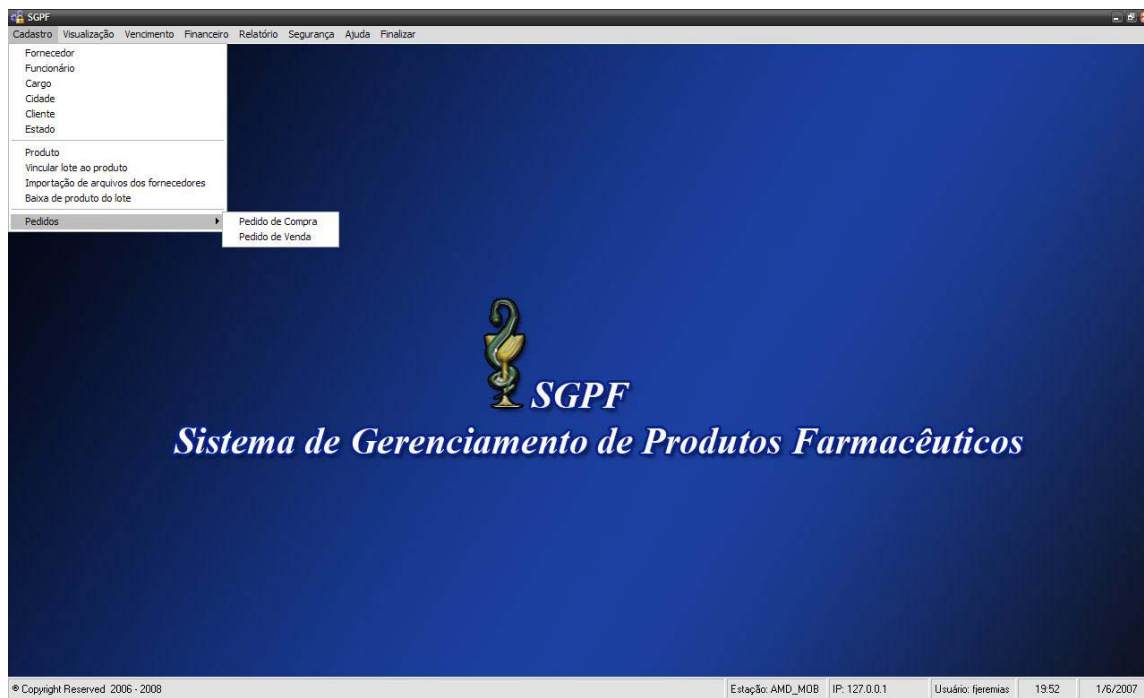 SGPF
Cadastro Visualização Vencimento Financeiro Relatório Segurança Ajuda Finalizar
Fornecedor
Funcionário
Cargo
Cidade
Cliente
Estado
Produto
Vincular lote ao produto
Importação de arquivos dos fornecedores
Baixa de produto do lote
Pedidos
Pedido de Compra
Pedido de Venda
SGPF
Sistema de Gerenciamento de Produtos Farmacêuticos
® Copyright Reserved 2006 - 2008 Estação: AMD_MOB IP: 127.0.0.1 Usuário: fjeremias 19:52 1/6/2007